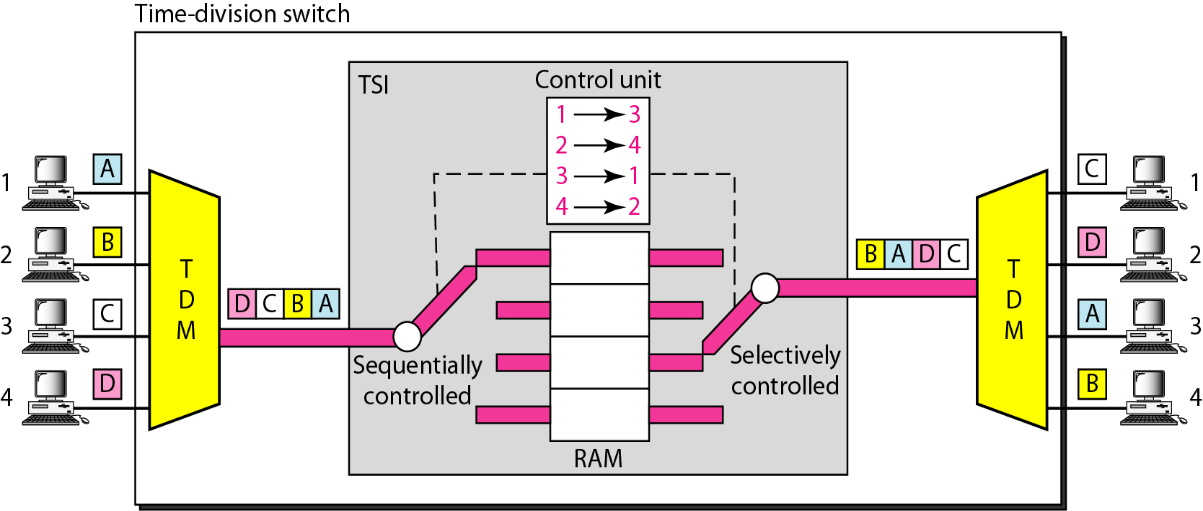 Time-division switch
TSI
Control unit
1 → 3
2 → 4
3 → 1
4 → 2
1
A
2
B
3
C
4
D
T
D
M
D C B A
Sequentially
controlled
RAM
Selectively
controlled
B A D C
T
D
M
C
1
D
2
A
3
B
4